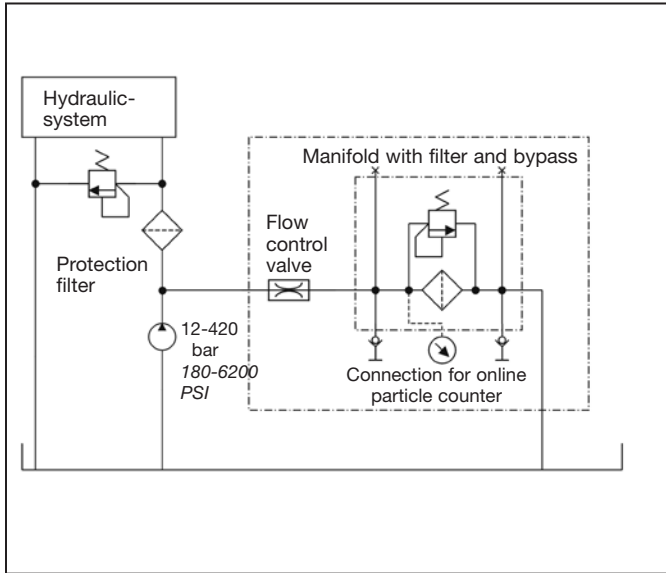 Hydraulic-
system
Manifold with filter and bypass
Flow
control
valve
Protection
filter
12-420
bar
180-6200
PSI
Connection for online
particle counter